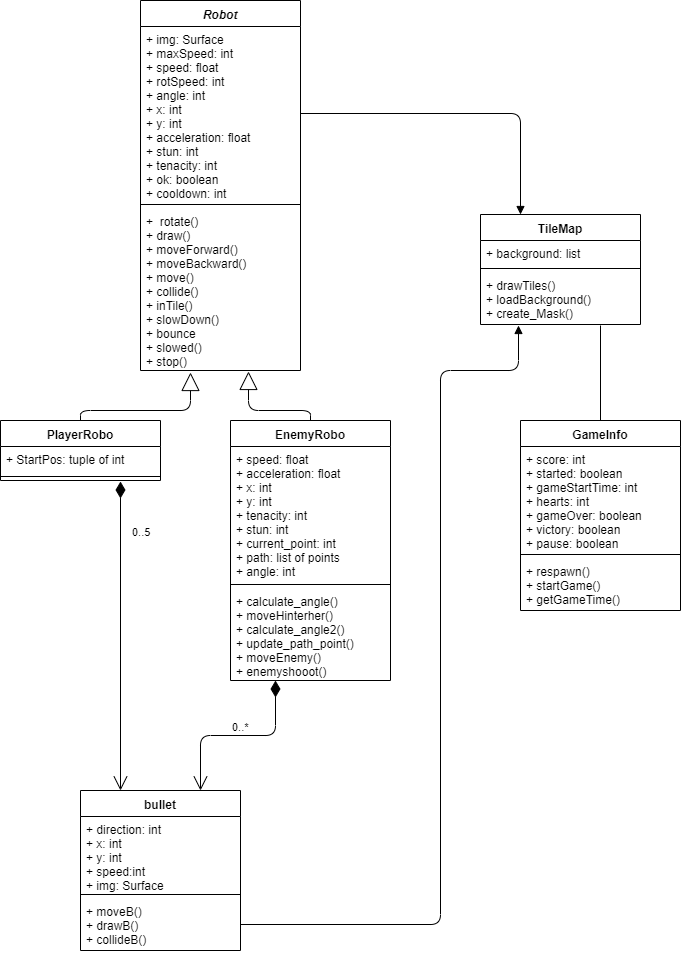 Robot
+ img: Surface
+ maxSpeed: int
+ speed: float
+ rotSpeed: int
+ angle: int
+ x: int
+ y: int
+ acceleration: float
+ stun: int
+ tenacity: int
+ ok: boolean
+ cooldown: int
+ rotate()
+ draw()
+ moveForward()
+ moveBackward()
+ move()
+ collide()
+ inTile()
+ slowDown()
+ bounce
+ slowed()
+ stop()
TileMap
+ background: list
+ drawTiles()
+ loadBackground()
+ create_Mask()
PlayerRobo
+ StartPos: tuple of int
EnemyRobo
+ speed: float
+ acceleration: float
+ x: int
+ y: int
+ tenacity: int
+ stun: int
+ current_point: int
+ path: list of points
+ angle: int
+ calculate_angle()
+ moveHinterher()
+ calculate_angle2()
+ update_path_point()
+ moveEnemy()
+ enemyshooot()
GameInfo
+ score: int
+ started: boolean
+ gameStartTime: int
+ hearts: int
+ gameOver: boolean
+ victory: boolean
+ pause: boolean
+ respawn()
+ startGame()
+ getGameTime()
0..5
0..*
bullet
+ direction: int
+ x: int
+ y: int
+ speed:int
+ img: Surface
+ moveB()
+ drawB()
+ collideB()